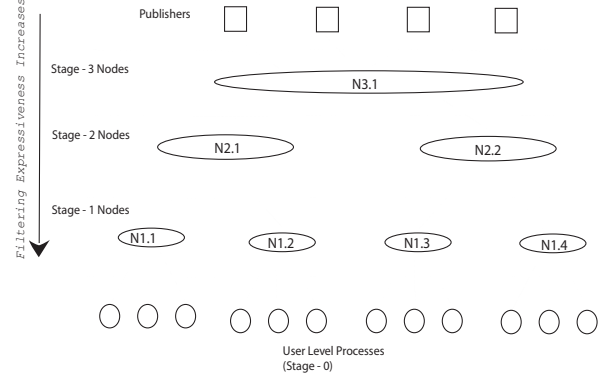 Filtering Expressiveness Increases
Publishers
Stage - 3 Nodes
N3.1
Stage - 2 Nodes
N2.1
N2.2
Stage - 1 Nodes
N1.1
N1.2
N1.3
N1.4
User Level Processes
(Stage - 0)